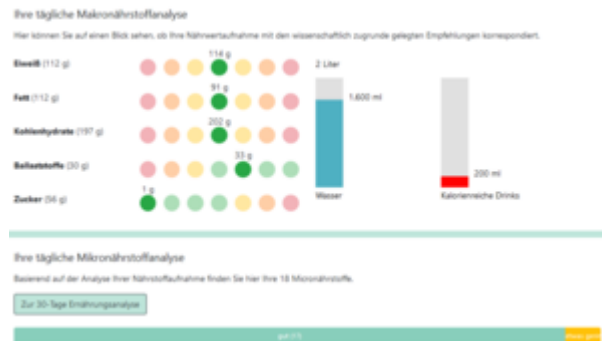 Ihre tägliche Makronährstoffanalyse
Hier können Sie auf einen Blick sehen, ob Ihre Nährwertaufnahme mit den wissenschaftlich zugrunde gelegten Empfehlungen korrespondiert.
Eiweiß (112 g)
114 g
Fett (112 g)
91 g
Kohlenhydrate (197 g)
202 g
Ballaststoffe (30 g)
33 g
Zucker (56 g)
1 g
2 Liter
1,600 ml
Wasser
200 ml
Kalorienreiche Drinks
Ihre tägliche Mikronährstoffanalyse
Basierend auf der Analyse Ihrer Nährstoffaufnahme finden Sie hier Ihre 18 Micronährstoffe.
Zur 30-Tage Ernährungsanalyse